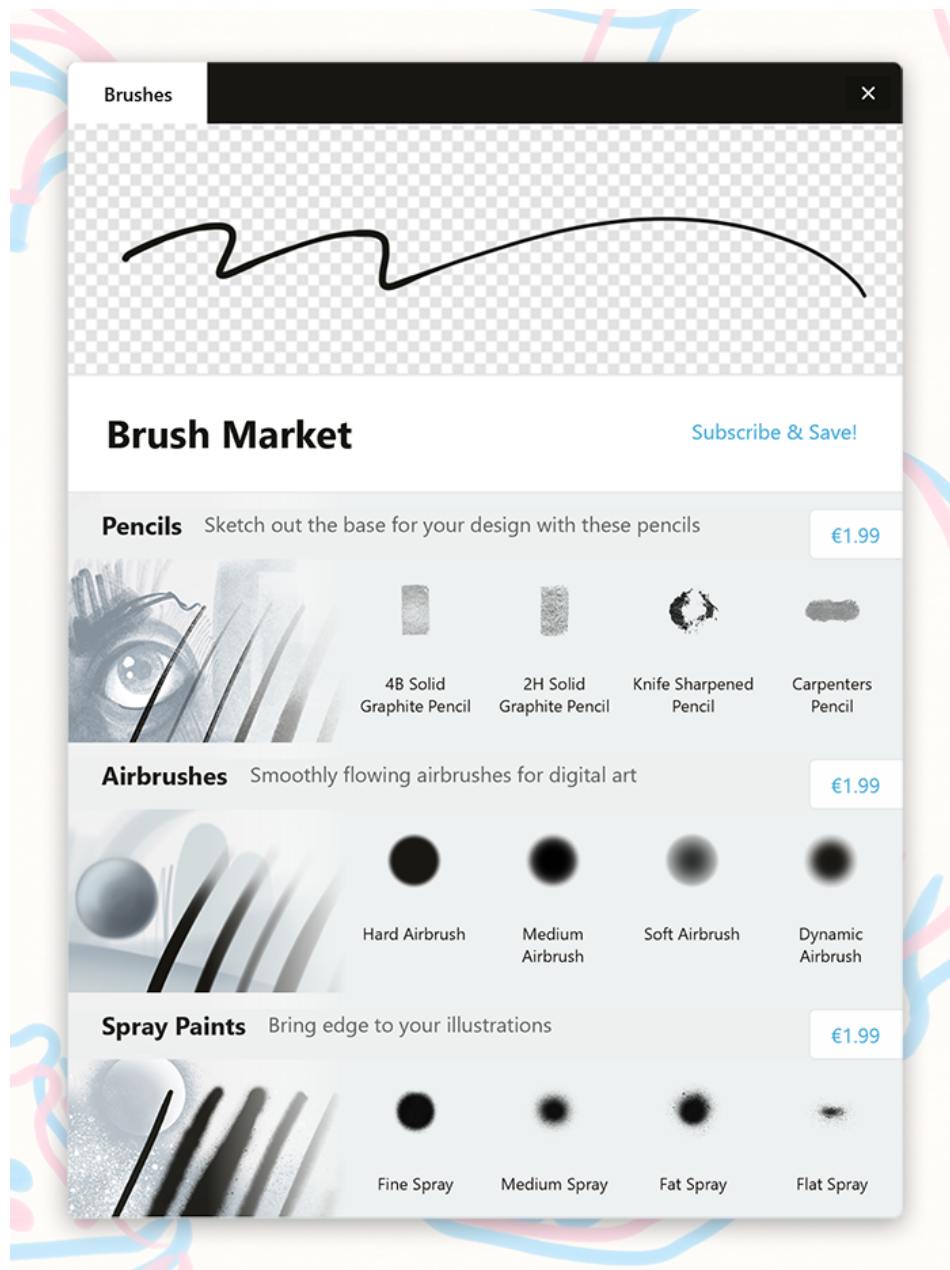 Brushes
Brush Market
Subscribe & Save!
Pencils Sketch out the base for your design with these pencils
€1.99
4B Solid
Graphite Pencil
2H Solid
Graphite Pencil
Knife Sharpened
Pencil
Carpenters
Pencil
Airbrushes Smoothly flowing airbrushes for digital art
€1.99
Hard Airbrush
Medium
Airbrush
Soft Airbrush
Dynamic
Airbrush
Spray Paints Bring edge to your illustrations
€1.99
Fine Spray
Medium Spray
Fat Spray
Flat Spray